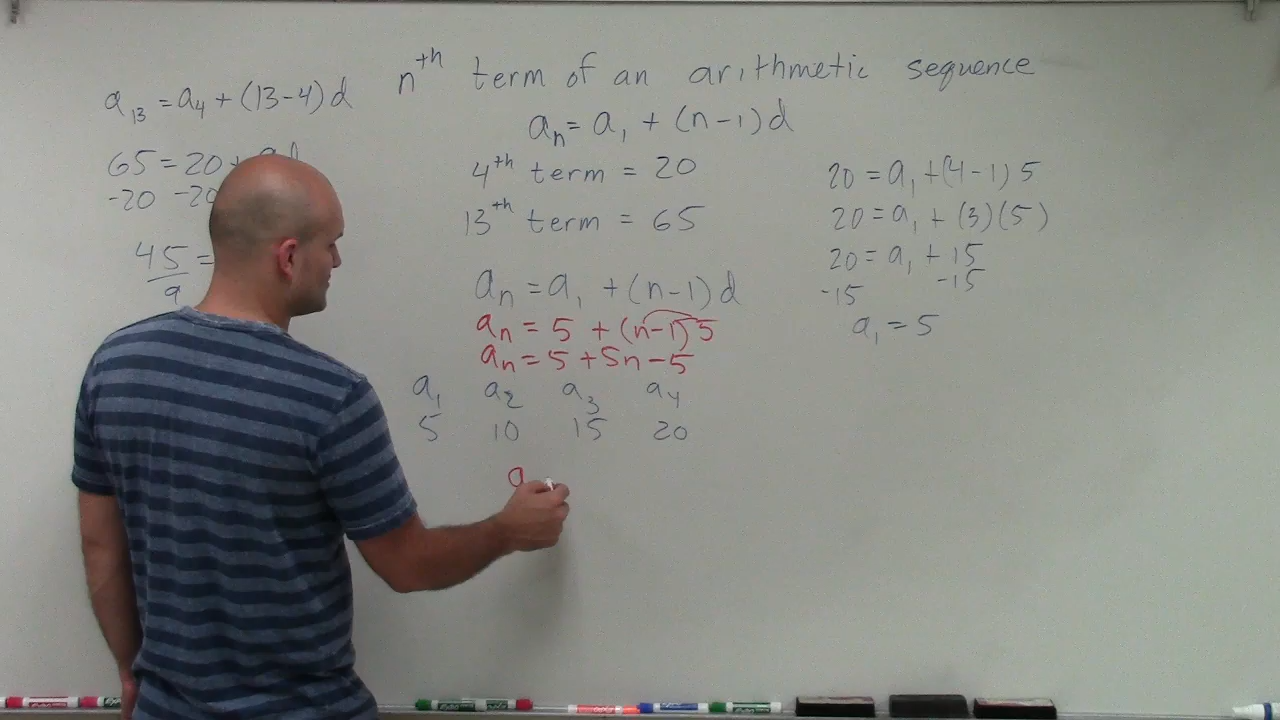 nᵗʰ term of an arithmetic sequence
aₙ = a₁ + (n-1)d
4ᵗʰ term = 20
13ᵗʰ term = 65
aₙ = a₁ + (n-1)d
aₙ = 5 + (n-1)5
aₙ = 5 + 5n - 5
a₁ a₂ a₃ a₄
5 10 15 20
a
a₁₃ = a₄ + (13-4)d
65 = 20 +
-20 -20
45 =
9
20 = a₁ + (4-1)5
20 = a₁ + (3)(5)
20 = a₁ + 15
-15 -15
a₁ = 5